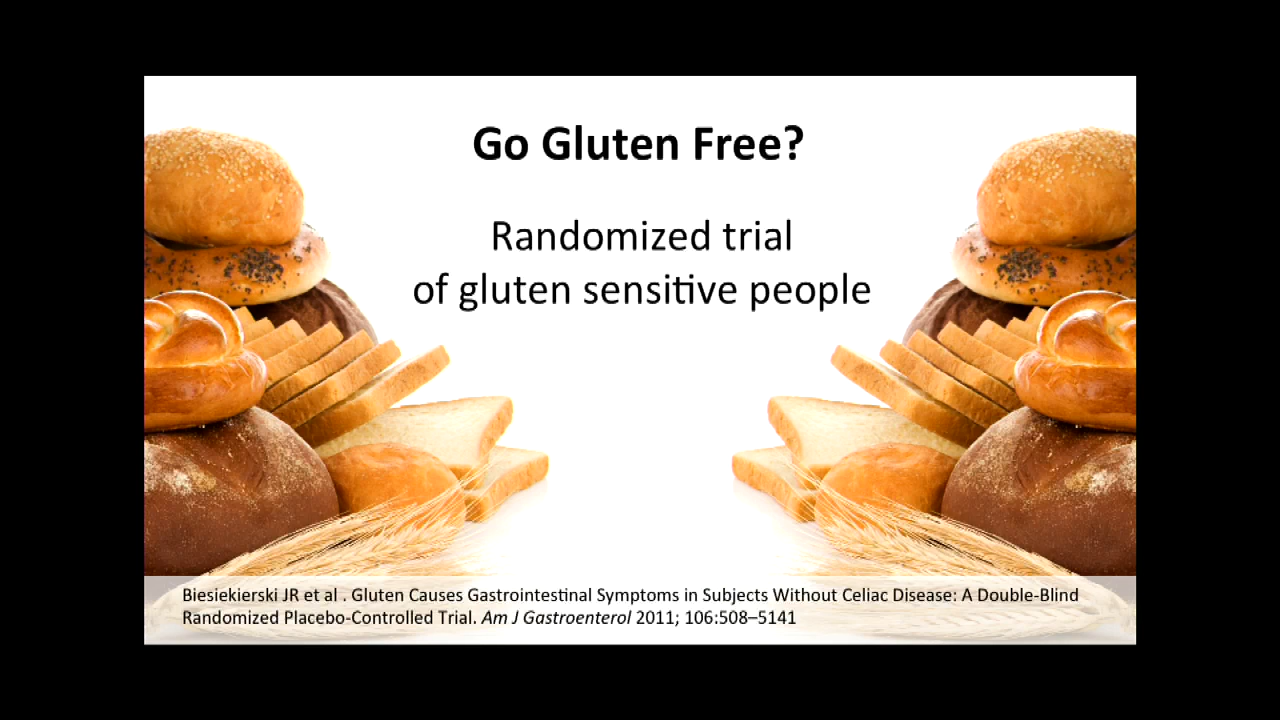 Go Gluten Free?
Randomized trial
of gluten sensitive people
Biesiekierski JR et al . Gluten Causes Gastrointestinal Symptoms in Subjects Without Celiac Disease: A Double-Blind
Randomized Placebo-Controlled Trial. Am J Gastroenterol 2011; 106:508–5141